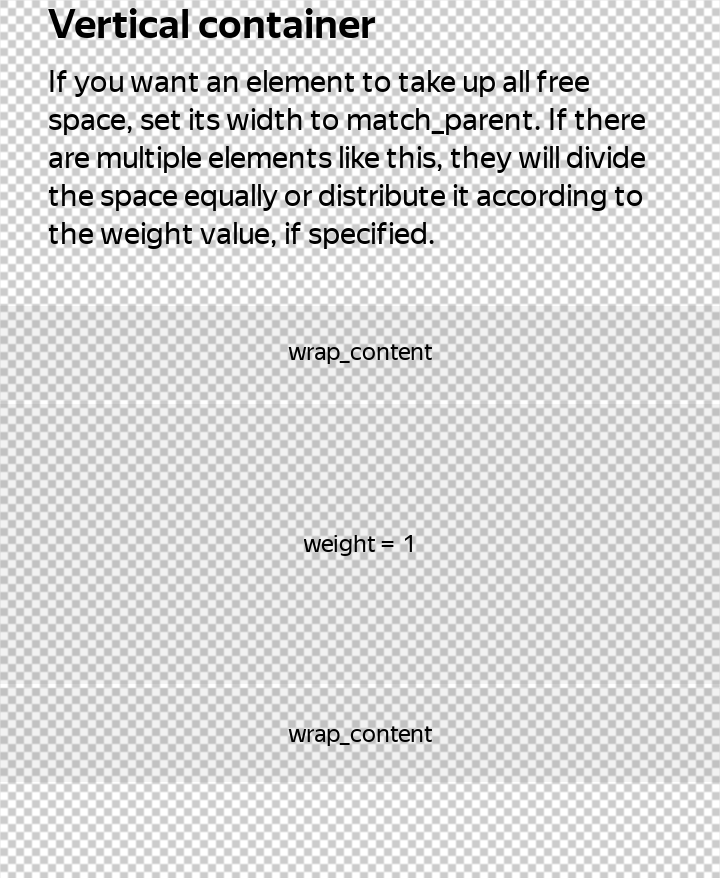 Vertical container
If you want an element to take up all free
space, set its width to match_parent. If there
are multiple elements like this, they will divide
the space equally or distribute it according to
the weight value, if specified.
wrap_content
weight = 1
wrap_content